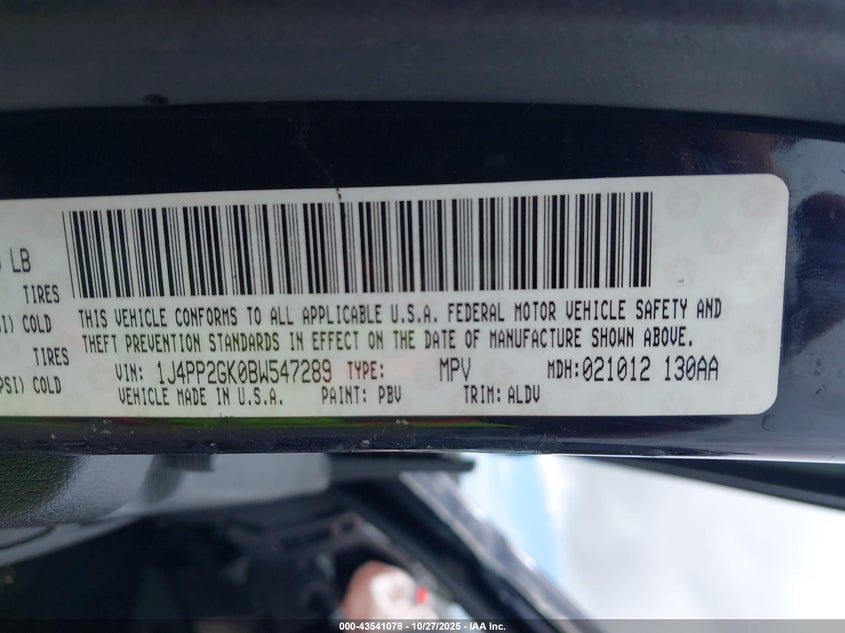 LB
TIRES
COLD
TIRES
PSI) COLD
THIS VEHICLE CONFORMS TO ALL APPLICABLE U.S.A. FEDERAL MOTOR VEHICLE SAFETY AND
THEFT PREVENTION STANDARDS IN EFFECT ON THE DATE OF MANUFACTURE SHOWN ABOVE.
VIN: 1J4PP2GK0BW547289 TYPE: MPV MDH:021012 130AA
VEHICLE MADE IN U.S.A. PAINT: PBV TRIM: ALDV
000-43541078 | 10/27/2025 | IAA Inc.